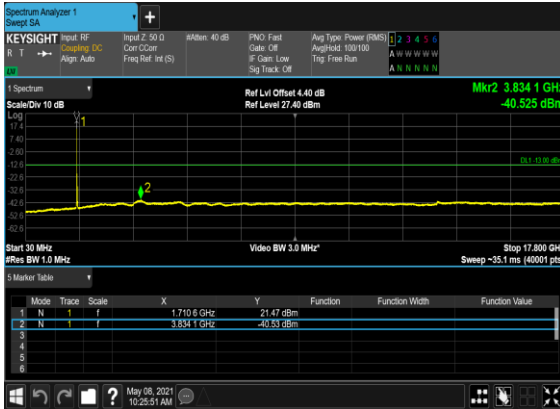 Spectrum Analyzer 1
Swept SA
+
KEYSIGHT Input: RF Input Z: 50 Ω #Atten: 40 dB PNO: Fast Avg Type: Power (RMS) 1 2 3 4 5 6
R T Coupling: DC Corr CCorr Gate: Off Avg|Hold: 100/100 A W W W W W
Align: Auto Freq Ref: Int (S) IF Gain: Low Trig: Free Run
Sig Track: Off A N N N N N
1 Spectrum Ref Lvl Offset 4.40 dB Mkr2 3.834 1 GHz
Scale/Div 10 dB Ref Level 27.40 dBm -40.525 dBm
Log
17.4
7.40
-2.60
-12.6
DL1 -13.00 dBm
-22.6
-32.6
-42.6
-52.6
-62.6
1
2
Start 30 MHz Video BW 3.0 MHz* Stop 17.800 GHz
#Res BW 1.0 MHz Sweep ~35.1 ms (40001 pts)
5 Marker Table
Mode Trace Scale X Y Function Function Width Function Value
1 N 1 f 1.710 6 GHz 21.47 dBm
2 N 1 f 3.834 1 GHz -40.53 dBm
3
4
5
6
? May 08, 2021
10:25:51 AM